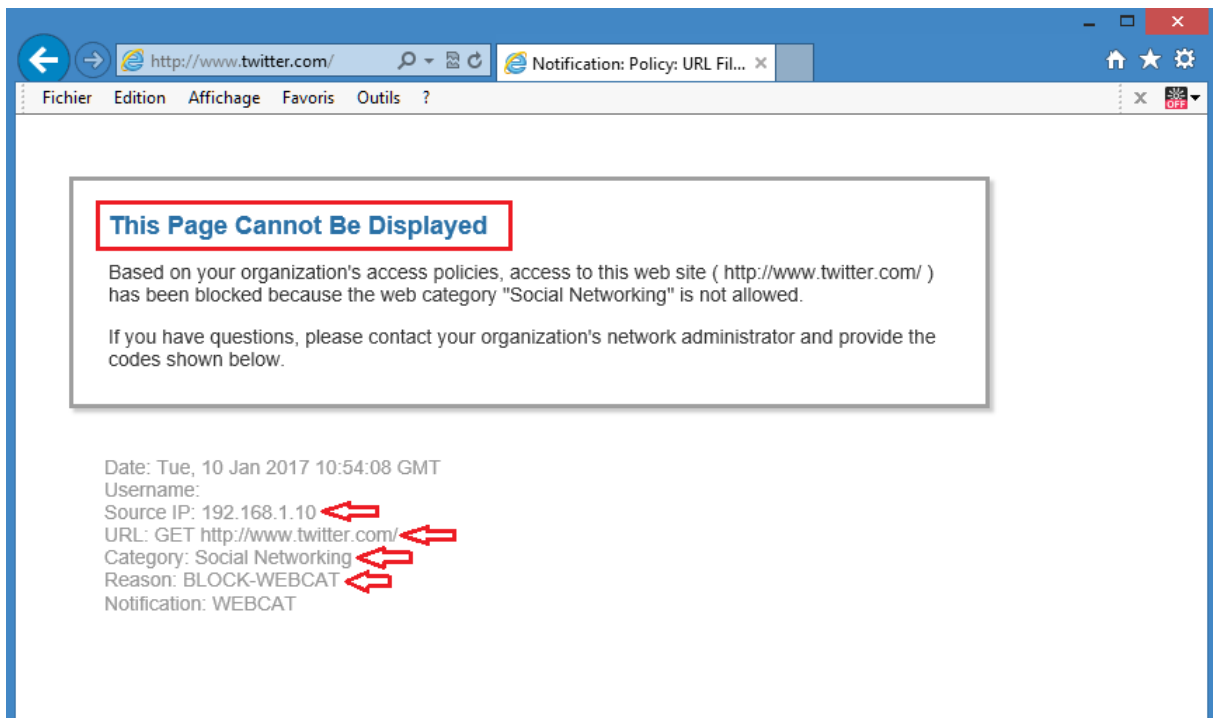 http://www.twitter.com/
Notification: Policy: URL Fil...
Fichier Edition Affichage Favoris Outils ?
OFF
This Page Cannot Be Displayed
Based on your organization's access policies, access to this web site ( http://www.twitter.com/ )
has been blocked because the web category "Social Networking" is not allowed.
If you have questions, please contact your organization's network administrator and provide the
codes shown below.
Date: Tue, 10 Jan 2017 10:54:08 GMT
Username:
Source IP: 192.168.1.10
URL: GET http://www.twitter.com/
Category: Social Networking
Reason: BLOCK-WEBCAT
Notification: WEBCAT